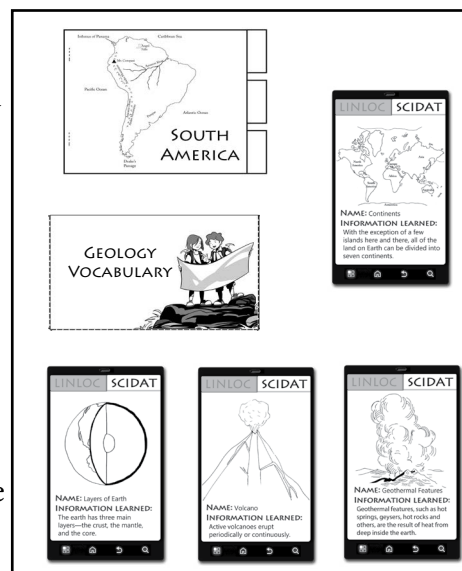 Isthmus of Panama
Caribbean Sea
Pacific Ocean
Atlantic Ocean
Drake's
Passage
SOUTH
AMERICA
LINLOC SCIDAT
NAME: Continents
INFORMATION LEARNED:
With the exception of a few
islands here and there, all of the
land on Earth can be divided into
seven continents.
GEOLOGY
VOCABULARY
LINLOC SCIDAT
NAME: Layers of Earth
INFORMATION LEARNED:
The earth has three main
layers—the crust, the mantle,
and the core.
LINLOC SCIDAT
NAME: Volcano
INFORMATION LEARNED:
Active volcanoes erupt
periodically or continuously.
LINLOC SCIDAT
NAME: Geothermal Features
INFORMATION LEARNED:
Geothermal features, such as hot
springs, geysers, hot rocks and
others, are the result of heat from
deep inside the earth.
e